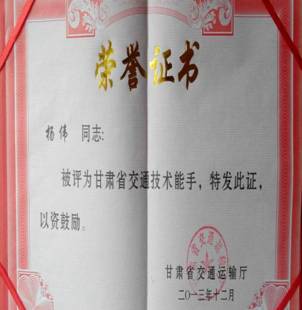 荣誉证书
杨伟 同志:
被评为甘肃省交通技术能手，特发此证，
以资鼓励。
甘肃省交通运输厅
二〇一三年十二月